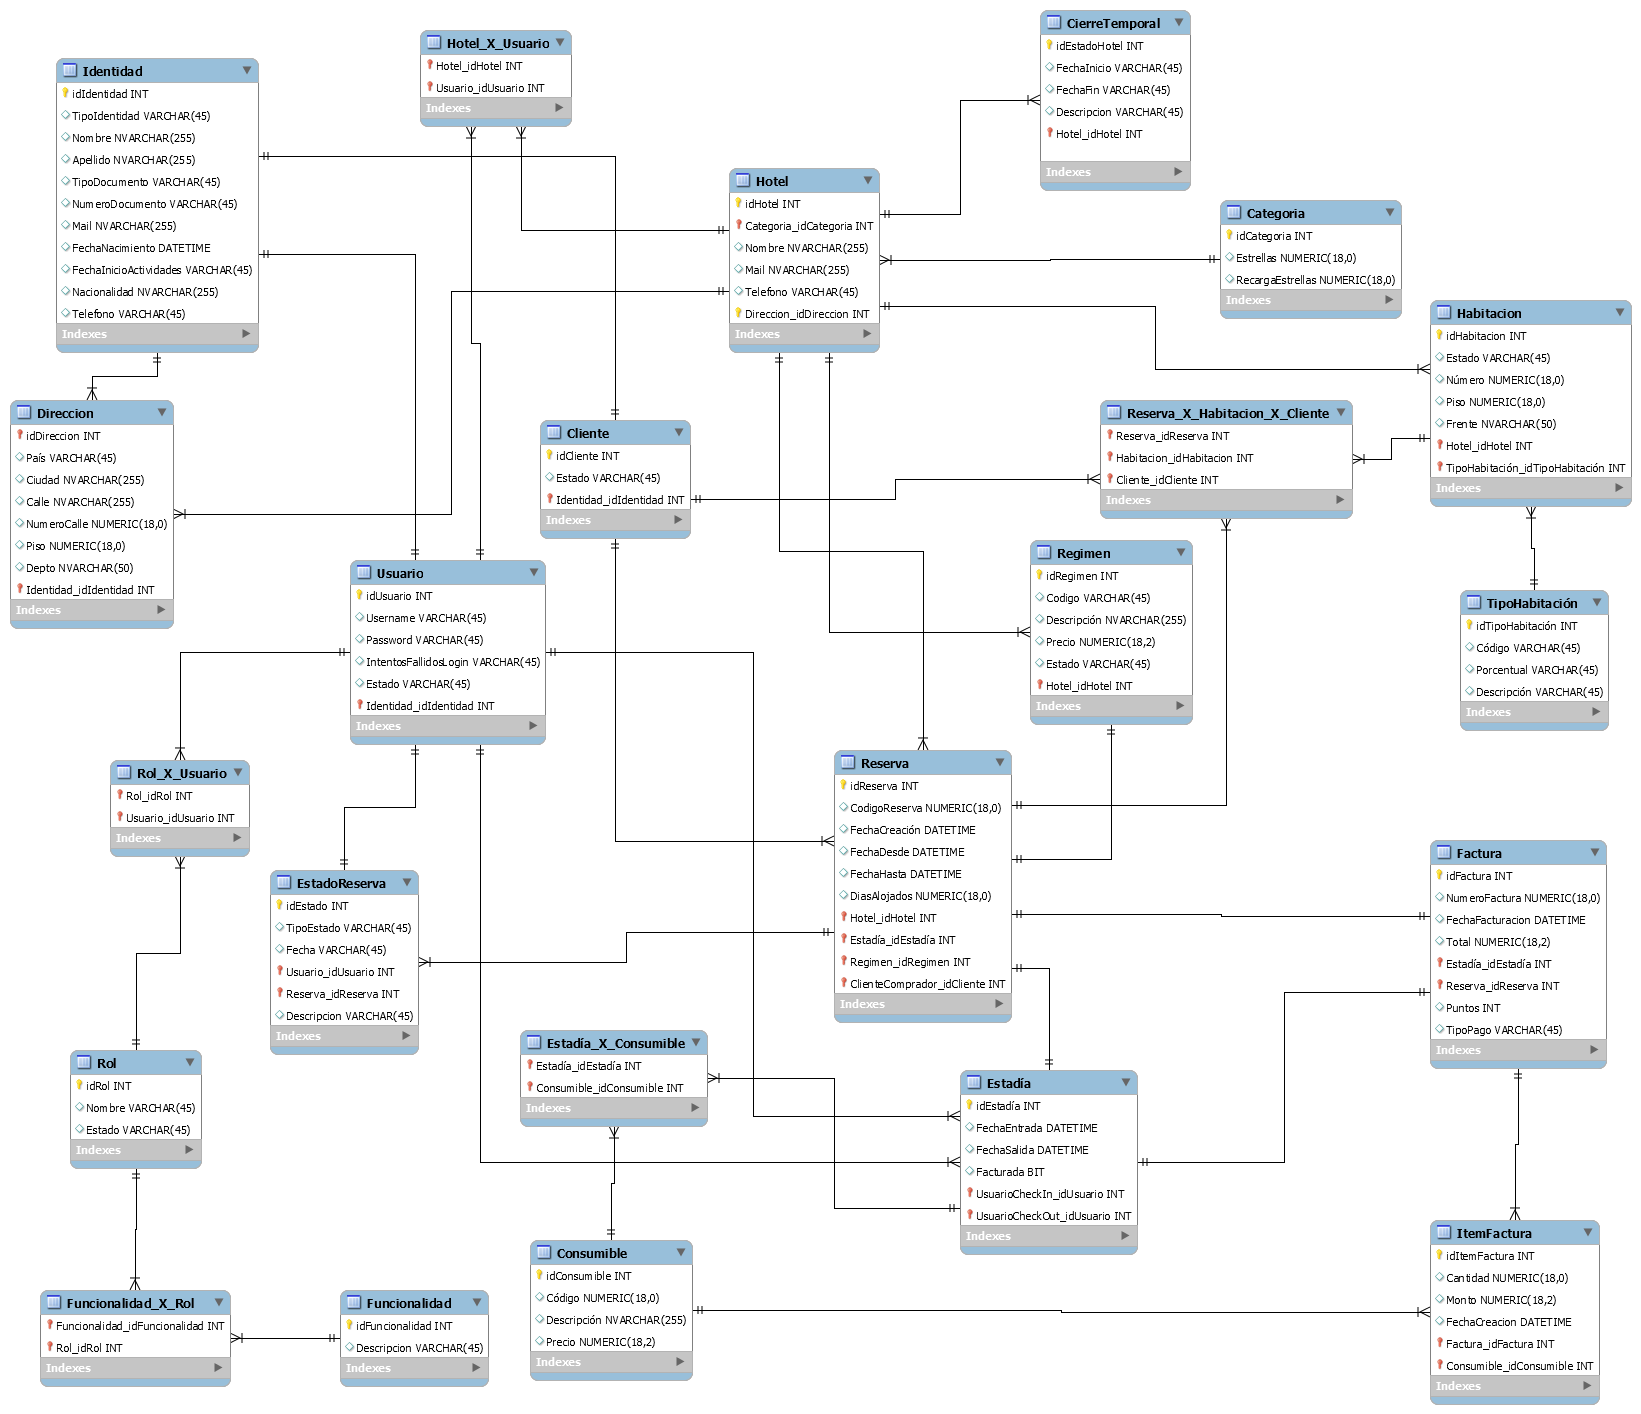 Identidad
idIdentidad INT
TipoIdentidad VARCHAR(45)
Nombre NVARCHAR(255)
Apellido NVARCHAR(255)
TipoDocumento VARCHAR(45)
NumeroDocumento VARCHAR(45)
Mail NVARCHAR(255)
FechaNacimiento DATETIME
FechaInicioActividades VARCHAR(45)
Nacionalidad NVARCHAR(255)
Telefono VARCHAR(45)
Indexes
Hotel_X_Usuario
Hotel_idHotel INT
Usuario_idUsuario INT
Indexes
CierreTemporal
idEstadoHotel INT
FechaInicio VARCHAR(45)
FechaFin VARCHAR(45)
Descripcion VARCHAR(45)
Hotel_idHotel INT
Indexes
Hotel
idHotel INT
Categoria_idCategoria INT
Nombre NVARCHAR(255)
Mail NVARCHAR(255)
Telefono VARCHAR(45)
Direccion_idDireccion INT
Indexes
Categoria
idCategoria INT
Estrellas NUMERIC(18,0)
RecargaEstrellas NUMERIC(18,0)
Indexes
Habitacion
idHabitacion INT
Estado VARCHAR(45)
Número NUMERIC(18,0)
Piso NUMERIC(18,0)
Frente NVARCHAR(50)
Hotel_idHotel INT
TipoHabitación_idTipoHabitación INT
Indexes
Direccion
idDireccion INT
País VARCHAR(45)
Ciudad NVARCHAR(255)
Calle NVARCHAR(255)
NumeroCalle NUMERIC(18,0)
Piso NUMERIC(18,0)
Depto NVARCHAR(50)
Identidad_idIdentidad INT
Indexes
Cliente
idCliente INT
Estado VARCHAR(45)
Identidad_idIdentidad INT
Indexes
Reserva_X_Habitacion_X_Cliente
Reserva_idReserva INT
Habitacion_idHabitacion INT
Cliente_idCliente INT
Indexes
Usuario
idUsuario INT
Username VARCHAR(45)
Password VARCHAR(45)
IntentosFallidosLogin VARCHAR(45)
Estado VARCHAR(45)
Identidad_idIdentidad INT
Indexes
Regimen
idRegimen INT
Codigo VARCHAR(45)
Descripción NVARCHAR(255)
Precio NUMERIC(18,2)
Estado VARCHAR(45)
Hotel_idHotel INT
Indexes
TipoHabitación
idTipoHabitación INT
Código VARCHAR(45)
Porcentual VARCHAR(45)
Descripción VARCHAR(45)
Indexes
Rol_X_Usuario
Rol_idRol INT
Usuario_idUsuario INT
Indexes
Reserva
idReserva INT
CodigoReserva NUMERIC(18,0)
FechaCreación DATETIME
FechaDesde DATETIME
FechaHasta DATETIME
DiasAlojados NUMERIC(18,0)
Hotel_idHotel INT
Estadía_idEstadía INT
Regimen_idRegimen INT
ClienteComprador_idCliente INT
Indexes
EstadoReserva
idEstado INT
TipoEstado VARCHAR(45)
Fecha VARCHAR(45)
Usuario_idUsuario INT
Reserva_idReserva INT
Descripcion VARCHAR(45)
Indexes
Factura
idFactura INT
NumeroFactura NUMERIC(18,0)
FechaFacturacion DATETIME
Total NUMERIC(18,2)
Estadía_idEstadía INT
Reserva_idReserva INT
Puntos INT
TipoPago VARCHAR(45)
Indexes
Rol
idRol INT
Nombre VARCHAR(45)
Estado VARCHAR(45)
Indexes
Estadía_X_Consumible
Estadía_idEstadía INT
Consumible_idConsumible INT
Indexes
Estadía
idEstadía INT
FechaEntrada DATETIME
FechaSalida DATETIME
Facturada BIT
UsuarioCheckIn_idUsuario INT
UsuarioCheckOut_idUsuario INT
Indexes
Funcionalidad_X_Rol
Funcionalidad_idFuncionalidad INT
Rol_idRol INT
Indexes
Funcionalidad
idFuncionalidad INT
Descripcion VARCHAR(45)
Indexes
Consumible
idConsumible INT
Código NUMERIC(18,0)
Descripción NVARCHAR(255)
Precio NUMERIC(18,2)
Indexes
ItemFactura
idItemFactura INT
Cantidad NUMERIC(18,0)
Monto NUMERIC(18,2)
FechaCreacion DATETIME
Factura_idFactura INT
Consumible_idConsumible INT
Indexes